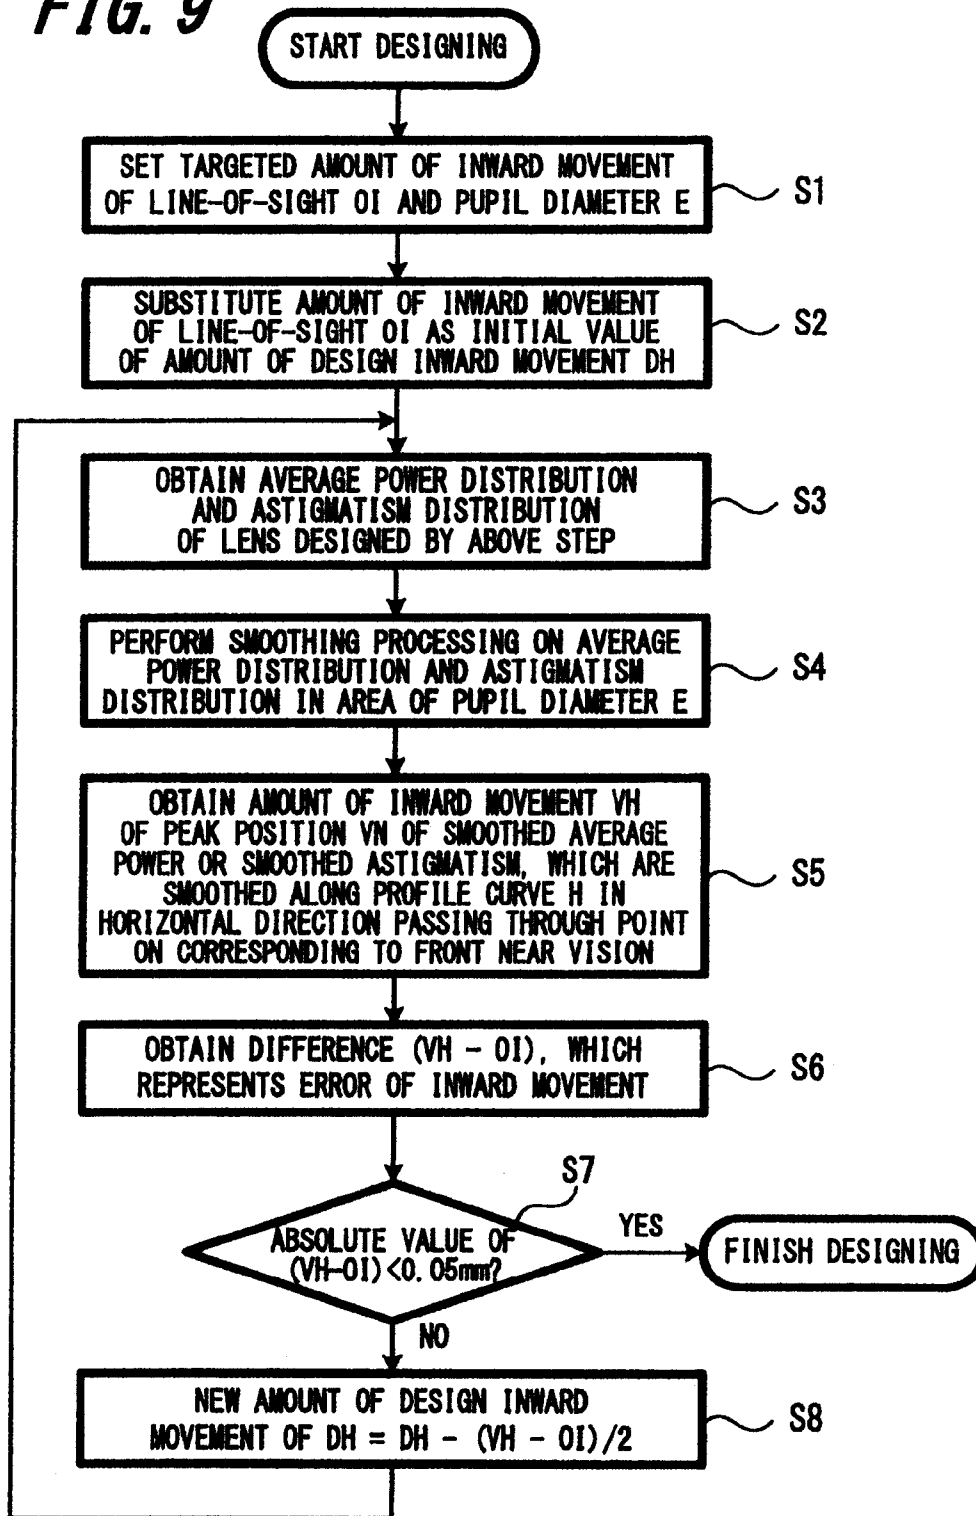 FIG. 9
START DESIGNING
SET TARGETED AMOUNT OF INWARD MOVEMENT
OF LINE-OF-SIGHT OI AND PUPIL DIAMETER E
S1
SUBSTITUTE AMOUNT OF INWARD MOVEMENT
OF LINE-OF-SIGHT OI AS INITIAL VALUE
OF AMOUNT OF DESIGN INWARD MOVEMENT DH
S2
OBTAIN AVERAGE POWER DISTRIBUTION
AND ASTIGMATISM DISTRIBUTION
OF LENS DESIGNED BY ABOVE STEP
S3
PERFORM SMOOTHING PROCESSING ON AVERAGE
POWER DISTRIBUTION AND ASTIGMATISM
DISTRIBUTION IN AREA OF PUPIL DIAMETER E
S4
OBTAIN AMOUNT OF INWARD MOVEMENT VH
OF PEAK POSITION VN OF SMOOTHED AVERAGE
POWER OR SMOOTHED ASTIGMATISM, WHICH ARE
SMOOTHED ALONG PROFILE CURVE H IN
HORIZONTAL DIRECTION PASSING THROUGH POINT
ON CORRESPONDING TO FRONT NEAR VISION
S5
OBTAIN DIFFERENCE (VH - OI), WHICH
REPRESENTS ERROR OF INWARD MOVEMENT
S6
S7
ABSOLUTE VALUE OF
(VH-OI)<0.05mm?
YES
FINISH DESIGNING
NO
NEW AMOUNT OF DESIGN INWARD
MOVEMENT OF DH = DH - (VH - OI)/2
S8